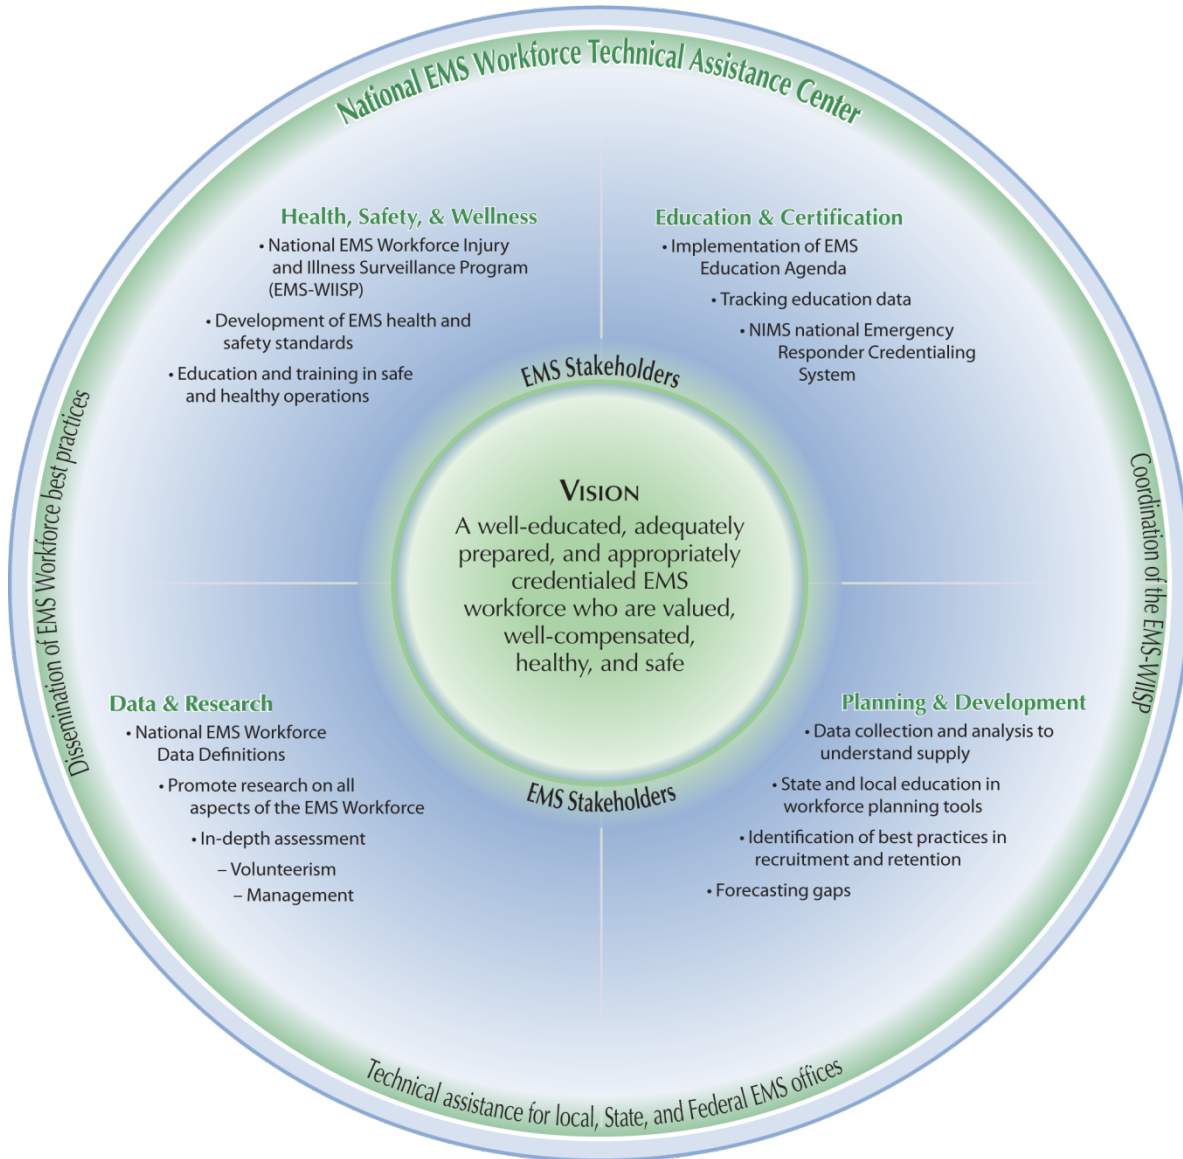 National EMS Workforce Technical Assistance Center
Health, Safety, & Wellness
• National EMS Workforce Injury
and Illness Surveillance Program
(EMS-WIISP)
• Development of EMS health and
safety standards
• Education and training in safe
and healthy operations
Education & Certification
• Implementation of EMS
Education Agenda
• Tracking education data
• NIMS national Emergency
Responder Credentialing
System
EMS Stakeholders
Dissemination of EMS Workforce best practices
Coordination of the EMS-WIISP
VISION
A well-educated, adequately
prepared, and appropriately
credentialed EMS
workforce who are valued,
well-compensated,
healthy, and safe
Data & Research
• National EMS Workforce
Data Definitions
• Promote research on all
aspects of the EMS Workforce
• In-depth assessment
– Volunteerism
– Management
Planning & Development
• Data collection and analysis to
understand supply
• State and local education in
workforce planning tools
• Identification of best practices in
recruitment and retention
• Forecasting gaps
EMS Stakeholders
Technical assistance for local, State, and Federal EMS offices